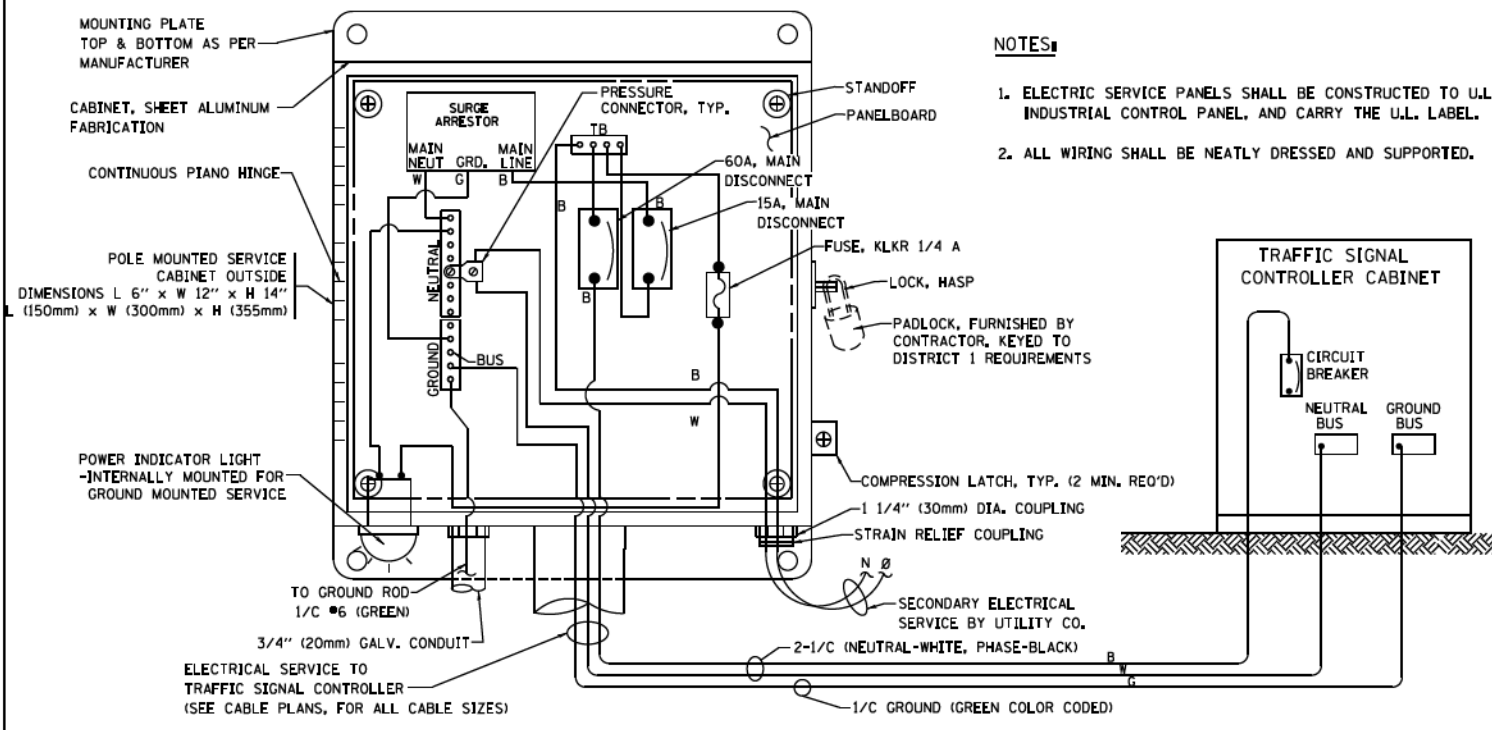 MOUNTING PLATE
TOP & BOTTOM AS PER
MANUFACTURER
CABINET, SHEET ALUMINUM
FABRICATION
CONTINUOUS PIANO HINGE
POLE MOUNTED SERVICE
CABINET OUTSIDE
DIMENSIONS L 6" x W 12" x H 14"
L (150mm) x W (300mm) x H (355mm)
POWER INDICATOR LIGHT
-INTERNALLY MOUNTED FOR
GROUND MOUNTED SERVICE
SURGE
ARRESTOR
MAIN
NEUT
GRD.
MAIN
LINE
W
G
B
PRESSURE
CONNECTOR, TYP.
TB
STANDOFF
PANELBOARD
60A, MAIN
DISCONNECT
15A, MAIN
DISCONNECT
B
B
B
FUSE, KLKR 1/4 A
NEUTRAL
GROUND
BUS
LOCK, HASP
PADLOCK, FURNISHED BY
CONTRACTOR, KEYED TO
DISTRICT 1 REQUIREMENTS
B
W
COMPRESSION LATCH, TYP. (2 MIN. REQ'D)
1 1/4" (30mm) DIA. COUPLING
STRAIN RELIEF COUPLING
N Ø
SECONDARY ELECTRICAL
SERVICE BY UTILITY CO.
TO GROUND ROD
1/C #6 (GREEN)
3/4" (20mm) GALV. CONDUIT
ELECTRICAL SERVICE TO
TRAFFIC SIGNAL CONTROLLER
(SEE CABLE PLANS, FOR ALL CABLE SIZES)
2-1/C (NEUTRAL-WHITE, PHASE-BLACK)
B
W
G
1/C GROUND (GREEN COLOR CODED)
NOTES:
1. ELECTRIC SERVICE PANELS SHALL BE CONSTRUCTED TO U.L
INDUSTRIAL CONTROL PANEL, AND CARRY THE U.L. LABEL.
2. ALL WIRING SHALL BE NEATLY DRESSED AND SUPPORTED.
TRAFFIC SIGNAL
CONTROLLER CABINET
CIRCUIT
BREAKER
NEUTRAL
BUS
GROUND
BUS